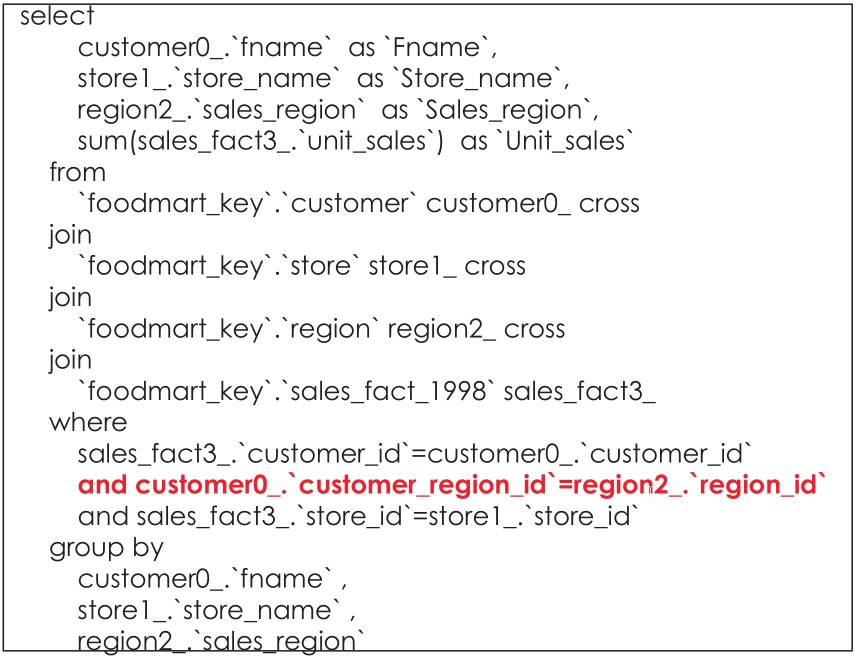 select
customer0_.`fname`  as `Fname`,
store1_.`store_name`  as `Store_name`,
region2_.`sales_region`  as `Sales_region`,
sum(sales_fact3_.`unit_sales`)  as `Unit_sales`
from
`foodmart_key`.`customer` customer0_ cross
join
`foodmart_key`.`store` store1_ cross
join
`foodmart_key`.`region` region2_ cross
join
`foodmart_key`.`sales_fact_1998` sales_fact3_
where
sales_fact3_.`customer_id`=customer0_.`customer_id`
and customer0_.`customer_region_id`=region2_.`region_id`
and sales_fact3_.`store_id`=store1_.`store_id`
group by
customer0_.`fname` ,
store1_.`store_name` ,
region2_.`sales_region`